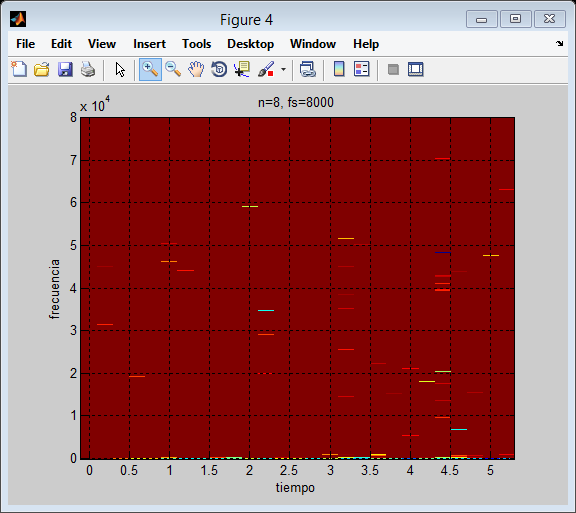 Figure 4
File Edit View Insert Tools Desktop Window Help
n=8, fs=8000
x 10^4
8
7
6
5
4
3
2
1
0
frecuencia
0 0.5 1 1.5 2 2.5 3 3.5 4 4.5 5
tiempo